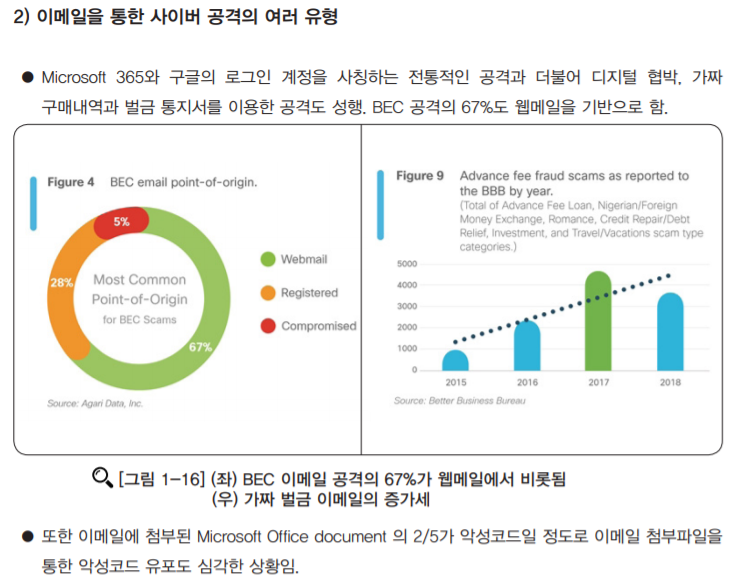 2) 이메일을 통한 사이버 공격의 여러 유형
● Microsoft 365와 구글의 로그인 계정을 사칭하는 전통적인 공격과 더불어 디지털 협박, 가짜
구매내역과 벌금 통지서를 이용한 공격도 성행. BEC 공격의 67%도 웹메일을 기반으로 함.
Figure 4 BEC email point-of-origin.
5%
28%
Most Common
Point-of-Origin
for BEC Scams
67%
Webmail
Registered
Compromised
Source: Agari Data, Inc.
Figure 9 Advance fee fraud scams as reported to
the BBB by year.
(Total of Advance Fee Loan, Nigerian/Foreign
Money Exchange, Romance, Credit Repair/Debt
Relief, Investment, and Travel/Vacations scam type
categories.)
5000
4000
3000
2000
1000
0
2015 2016 2017 2018
Source: Better Business Bureau
[그림 1-16] (좌) BEC 이메일 공격의 67%가 웹메일에서 비롯됨
(우) 가짜 벌금 이메일의 증가세
● 또한 이메일에 첨부된 Microsoft Office document 의 2/5가 악성코드일 정도로 이메일 첨부파일을
통한 악성코드 유포도 심각한 상황임.